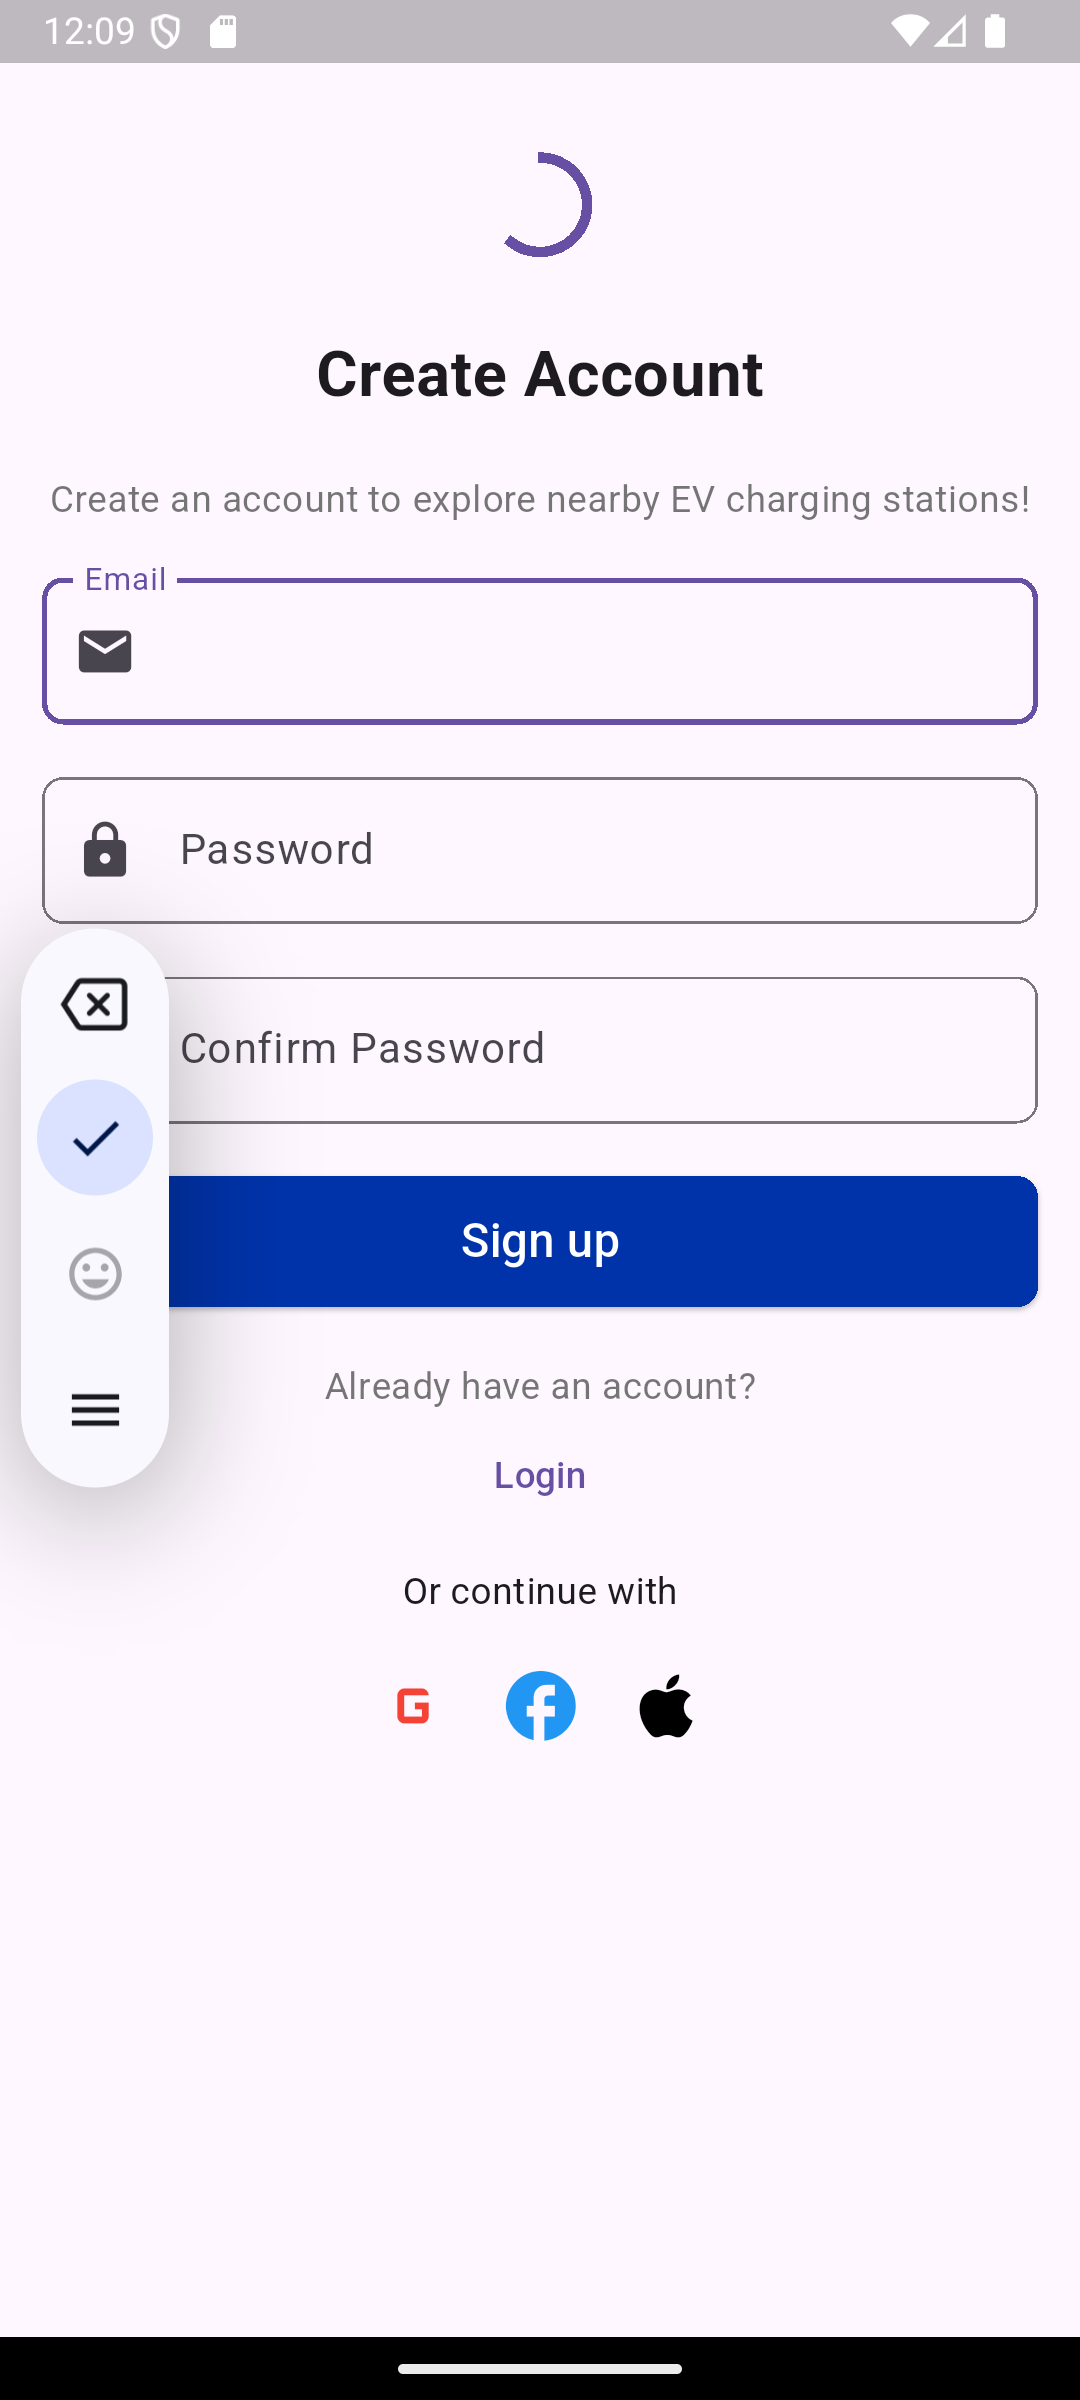 12:09
Create Account
Create an account to explore nearby EV charging stations!
Email
Password
Confirm Password
Sign up
Already have an account?
Login
Or continue with